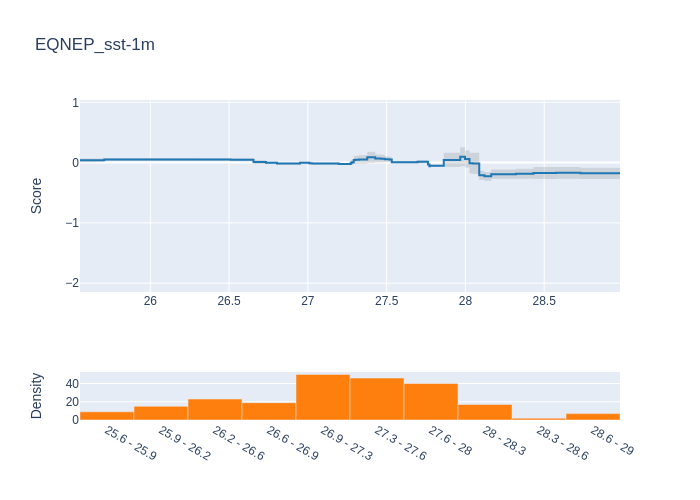 EQNEP_sst-1m
Score
1
0
−1
−2
26
26.5
27
27.5
28
28.5
Density
40
20
0
25.6 - 25.9
25.9 - 26.2
26.2 - 26.6
26.6 - 26.9
26.9 - 27.3
27.3 - 27.6
27.6 - 28
28 - 28.3
28.3 - 28.6
28.6 - 29